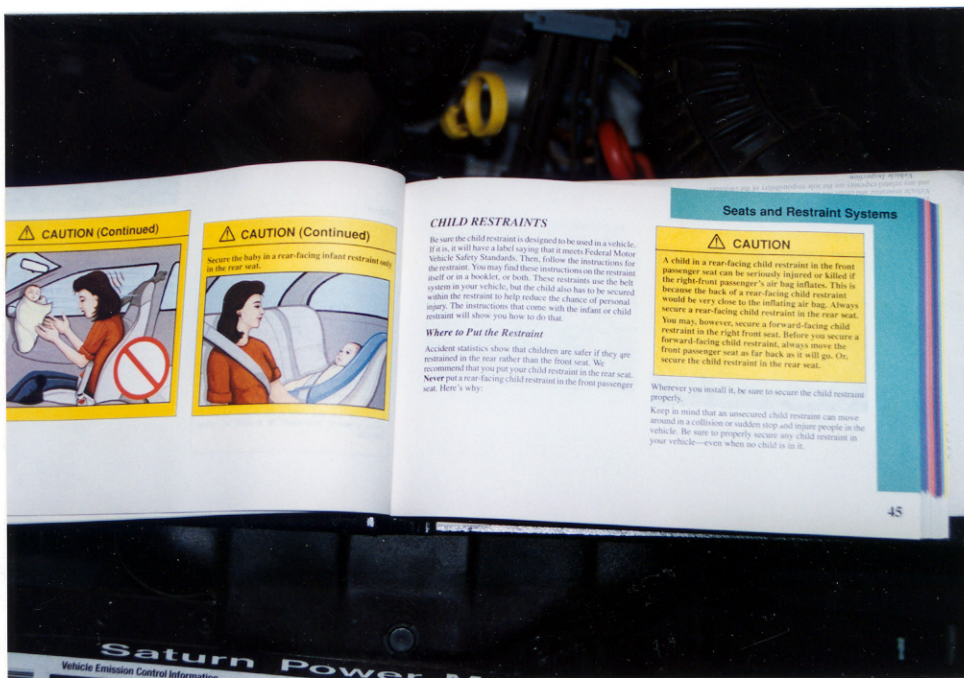 CAUTION (Continued)
CAUTION (Continued)
Secure the baby in a rear-facing infant restraint only
in the rear seat.
CHILD RESTRAINTS
Be sure the child restraint is designed to be used in a vehicle.
If it is, it will have a label saying that it meets Federal Motor
Vehicle Safety Standards. Then, follow the instructions for
the restraint. You may find these instructions on the restraint
itself or in a booklet, or both. These restraints use the belt
system in your vehicle, but the child also has to be secured
within the restraint to help reduce the chance of personal
injury. The instructions that come with the infant or child
restraint will show you how to do that.
Where to Put the Restraint
Accident statistics show that children are safer if they are
restrained in the rear rather than the front seat. We
recommend that you put your child restraint in the rear seat.
Never put a rear-facing child restraint in the front passenger
seat. Here's why:
Seats and Restraint Systems
CAUTION
A child in a rear-facing child restraint in the front
passenger seat can be seriously injured or killed if
the right-front passenger's air bag inflates. This is
because the back of a rear-facing child restraint
would be very close to the inflating air bag. Always
secure a rear-facing child restraint in the rear seat.
You may, however, secure a forward-facing child
restraint in the right front seat. Before you secure a
forward-facing child restraint, always move the
front passenger seat as far back as it will go. Or,
secure the child restraint in the rear seat.
Wherever you install it, be sure to secure the child restraint
properly.
Keep in mind that an unsecured child restraint can move
around in a collision or sudden stop and injure people in the
vehicle. Be sure to properly secure any child restraint in
your vehicle—even when no child is in it.
45
Vehicle Inspection
and any related expenses are the sole responsibility of the
Saturn Power
Vehicle Emission Control Information